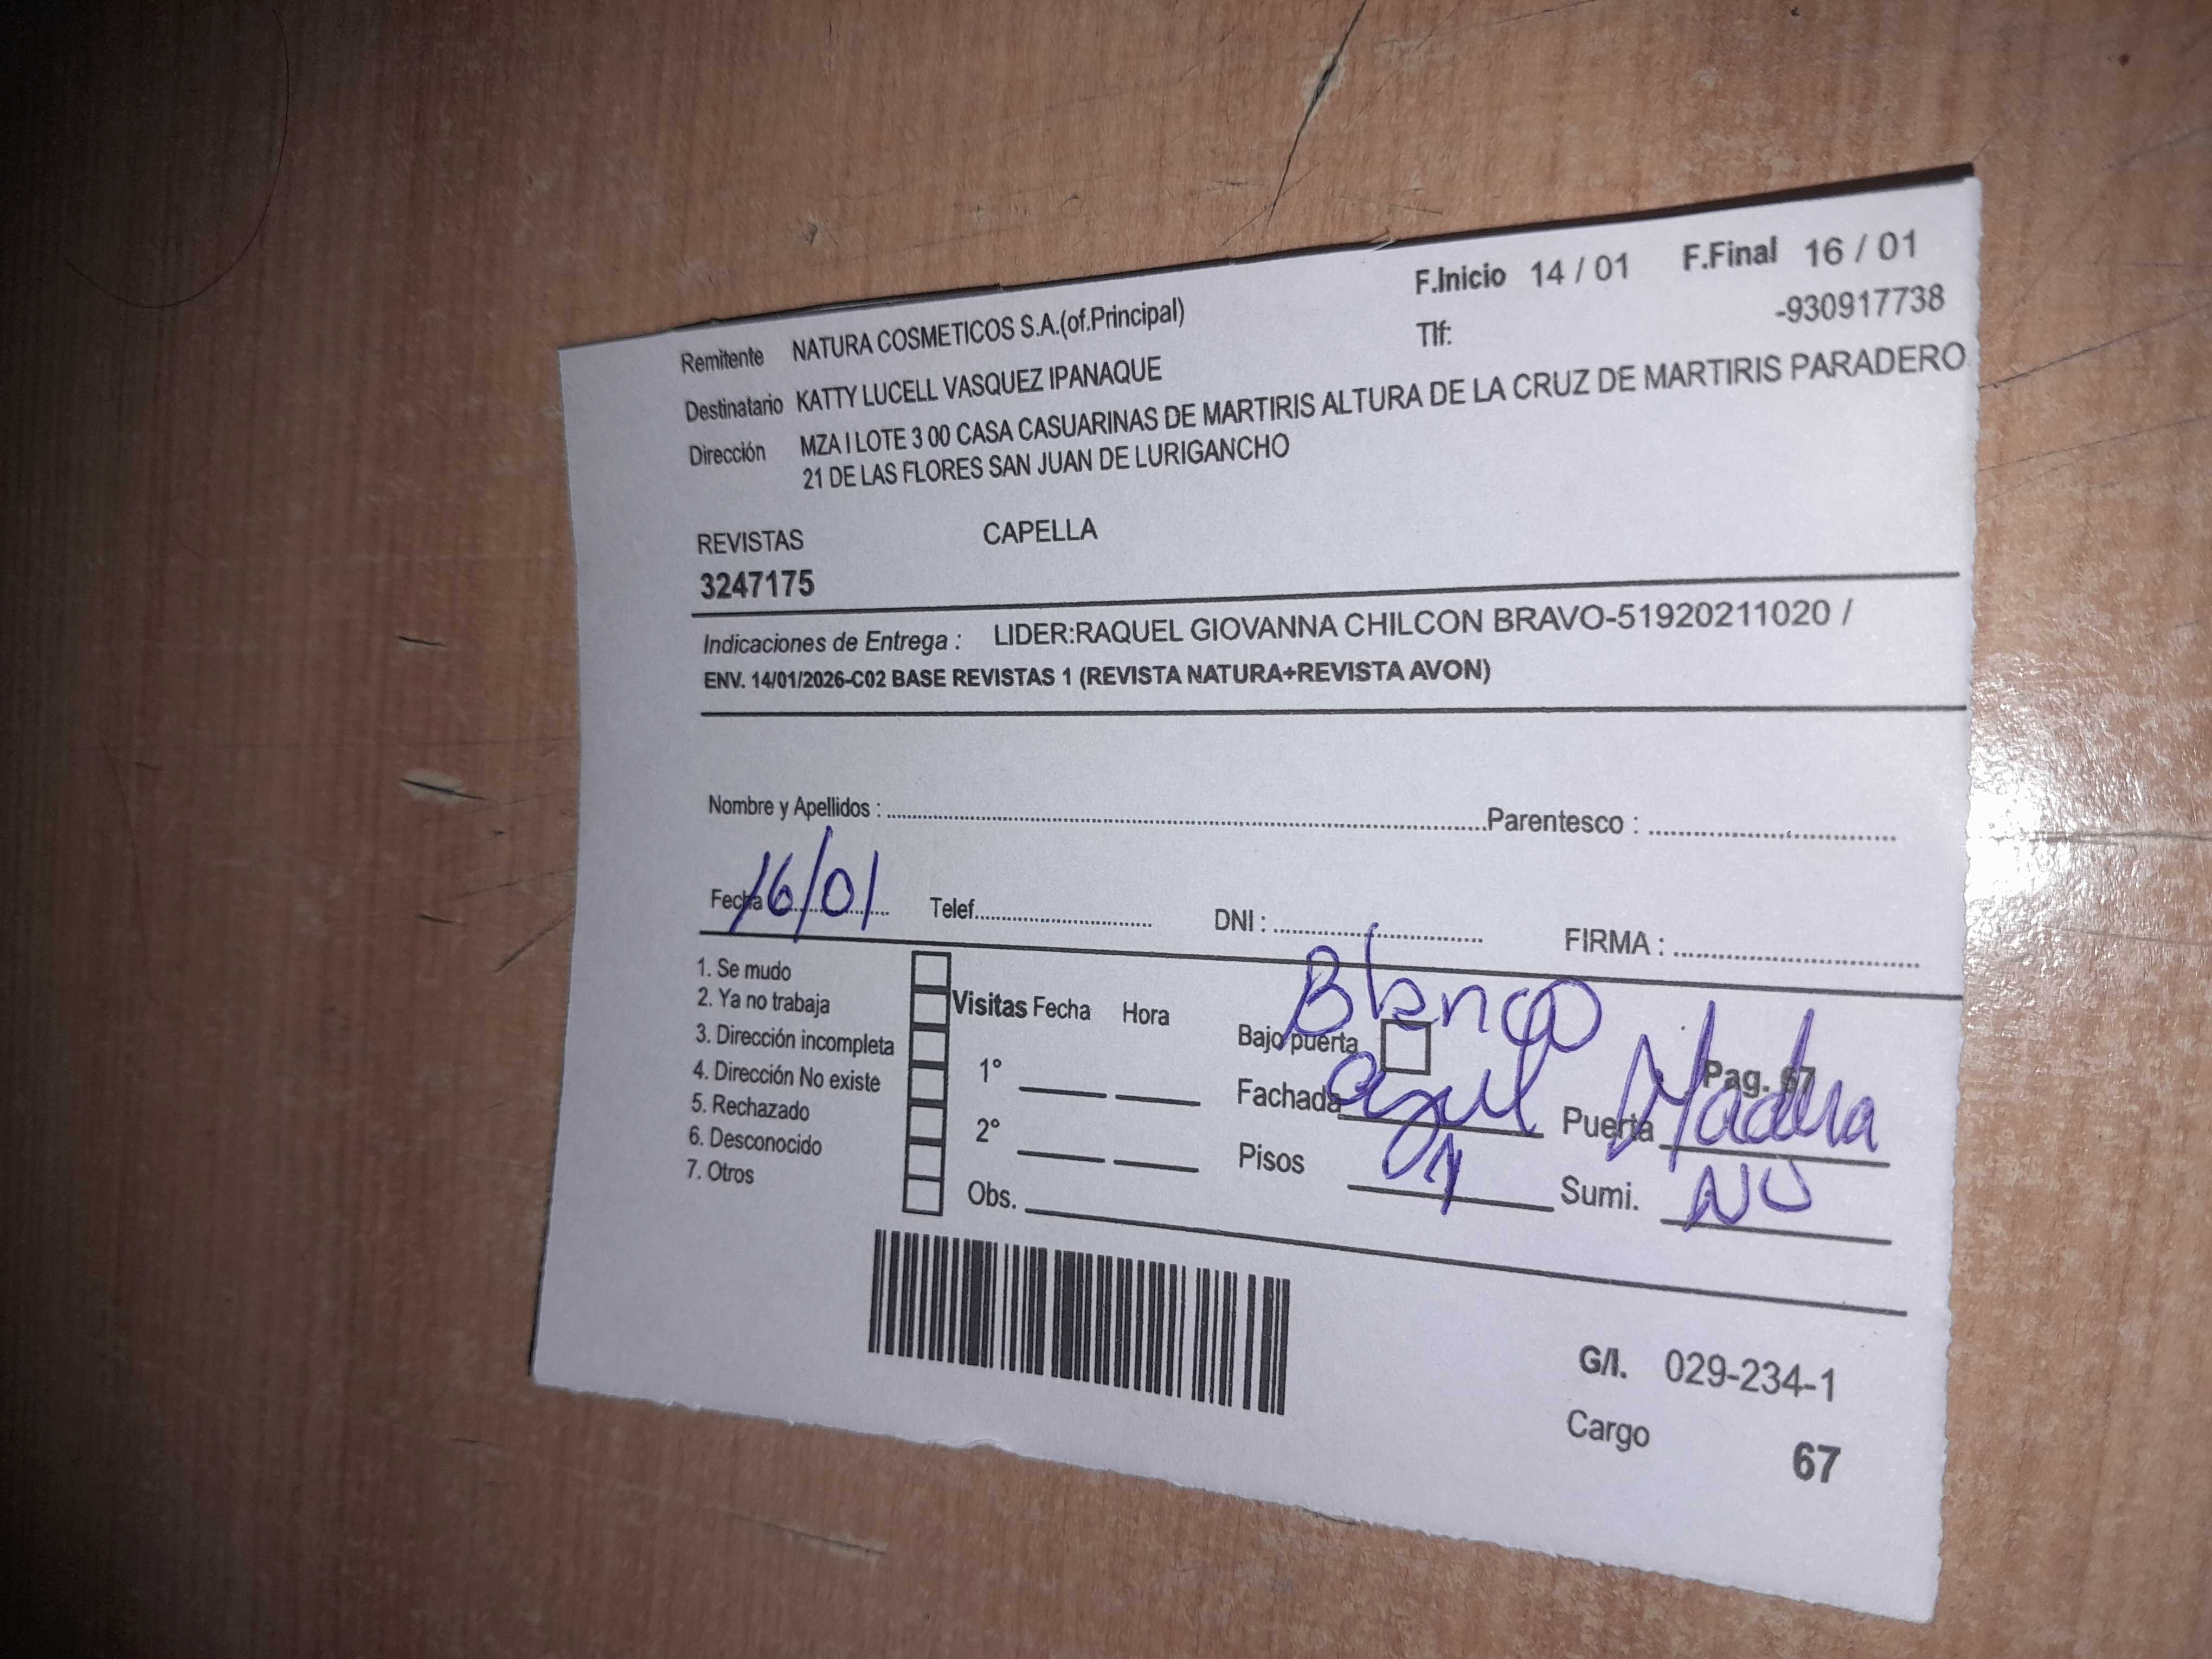 F.Inicio 14 / 01 F.Final 16 / 01
Remitente NATURA COSMETICOS S.A.(of.Principal) Tlf: -930917738
Destinatario KATTY LUCELL VASQUEZ IPANAQUE
Dirección MZA I LOTE 3 00 CASA CASUARINAS DE MARTIRIS ALTURA DE LA CRUZ DE MARTIRIS PARADERO
21 DE LAS FLORES SAN JUAN DE LURIGANCHO
REVISTAS CAPELLA
3247175
Indicaciones de Entrega : LIDER:RAQUEL GIOVANNA CHILCON BRAVO-51920211020 /
ENV. 14/01/2026-C02 BASE REVISTAS 1 (REVISTA NATURA+REVISTA AVON)
Nombre y Apellidos : Parentesco :
Fecha 16/01 Telef. DNI : FIRMA :
1. Se mudo
2. Ya no trabaja
3. Dirección incompleta
4. Dirección No existe
5. Rechazado
6. Desconocido
7. Otros
Visitas Fecha Hora
1°
2°
Obs.
Blanco
Bajo puerta Pag. 67
Fachada azul Puerta Madera
Pisos 1 Sumi. NO
G/I. 029-234-1
Cargo 67